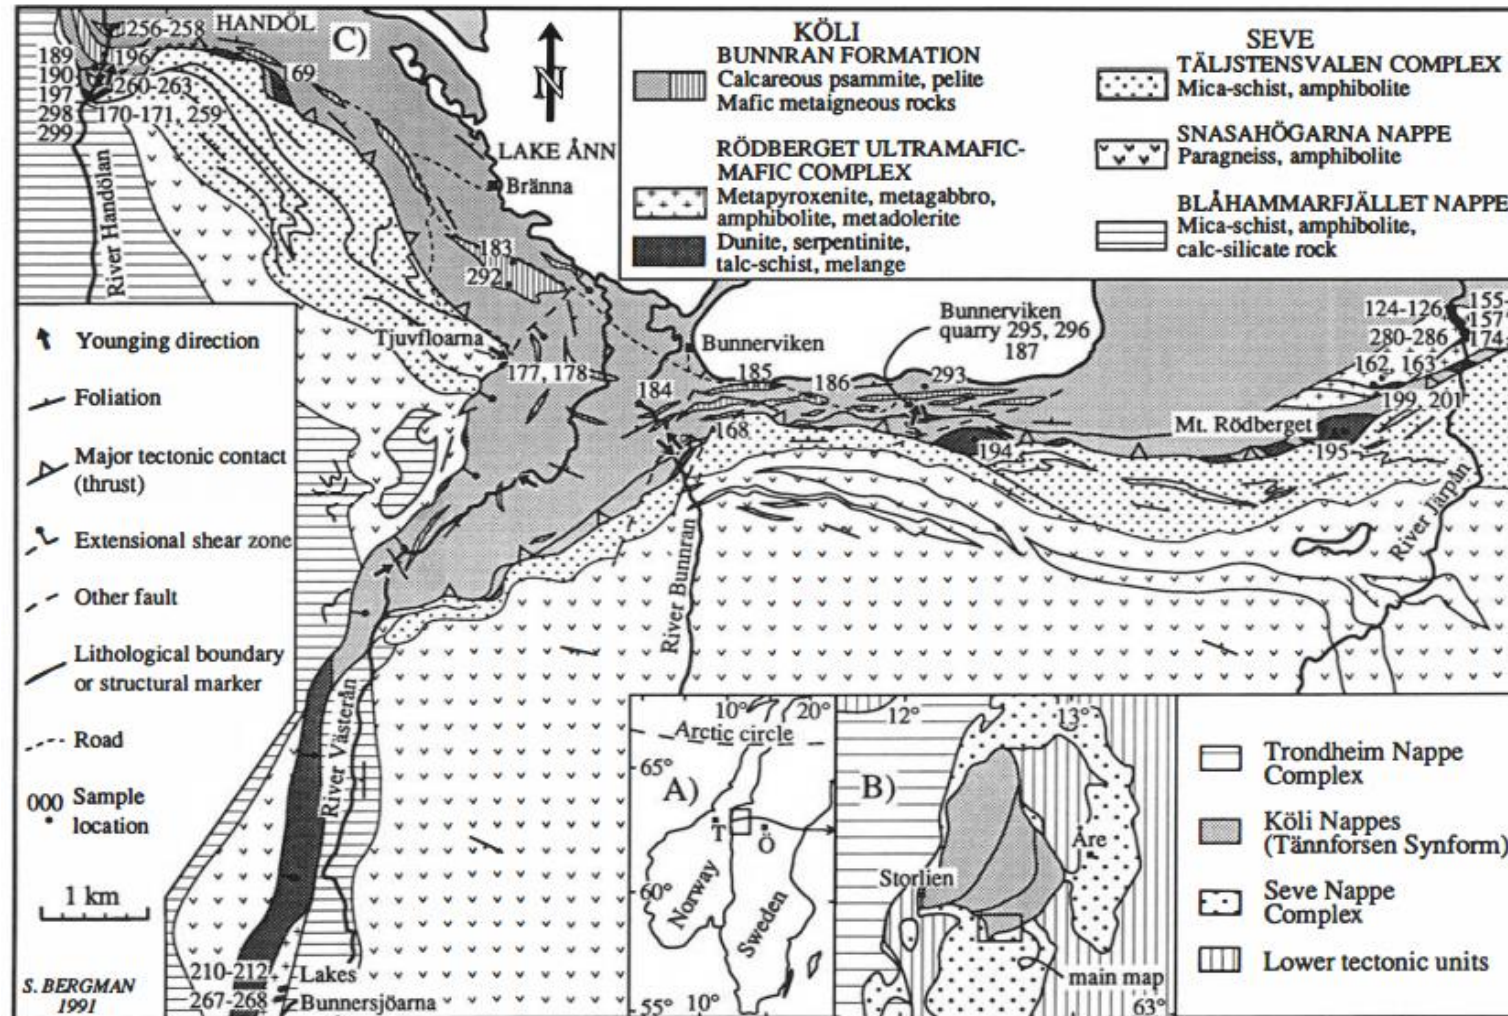 256-258
HANDÖL
C)
189
190
197
298
299
196
260-263
170-171, 259
169
N
LAKE ÅNN
Bränna
River Handölan
183
292
KÖLI
BUNNRAN FORMATION
Calcareous psammite, pelite
Mafic metaigneous rocks
RÖDBERGET ULTRAMAFIC-
MAFIC COMPLEX
Metapyroxenite, metagabbro,
amphibolite, metadolerite
Dunite, serpentinite,
talc-schist, melange
SEVE
TÄLJSTENSVALEN COMPLEX
Mica-schist, amphibolite
SNASAHÖGARNA NAPPE
Paragneiss, amphibolite
BLÅHAMMARFJÄLLET NAPPE
Mica-schist, amphibolite,
calc-silicate rock
Tjuvfloarna
177, 178
Bunnerviken
184
185
186
168
Bunnerviken
quarry 295, 296
187
293
194
124-126
280-286
162, 163
199, 201
155-
157
174-
Mt. Rödberget
195
River Järpån
River Bunnran
River Västerån
Younging direction
Foliation
Major tectonic contact
(thrust)
Extensional shear zone
Other fault
Lithological boundary
or structural marker
Road
000 Sample
location
1 km
S. BERGMAN
1991
210-212
Lakes
267-268
Bunnersjöarna
10° 20°
Arctic circle
65°
A)
T
Ö
Norway
Sweden
60°
55° 10°
12° 13°
B)
Åre
Storlien
main map
63°
Trondheim Nappe
Complex
Köli Nappes
(Tännforsen Synform)
Seve Nappe
Complex
Lower tectonic units